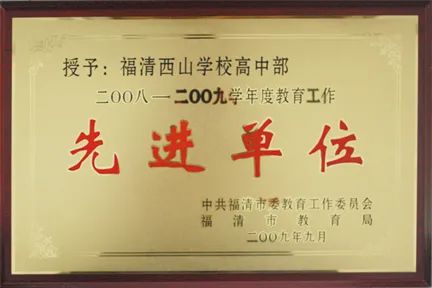 授予：福清西山学校高中部
二〇〇八—二〇〇九学年度教育工作
先进单位
中共福清市委教育工作委员会
福清市教育局
二〇〇九年九月